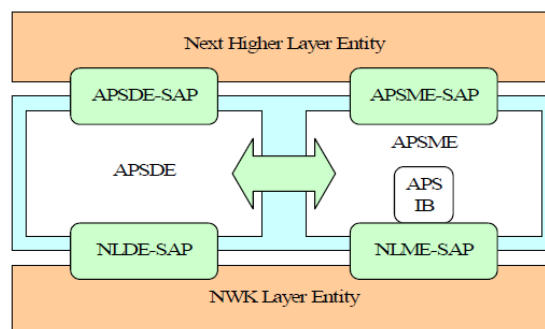 Next Higher Layer Entity
APSDE-SAP
APSME-SAP
APSDE
APSME
APS
IB
NLDE-SAP
NLME-SAP
NWK Layer Entity